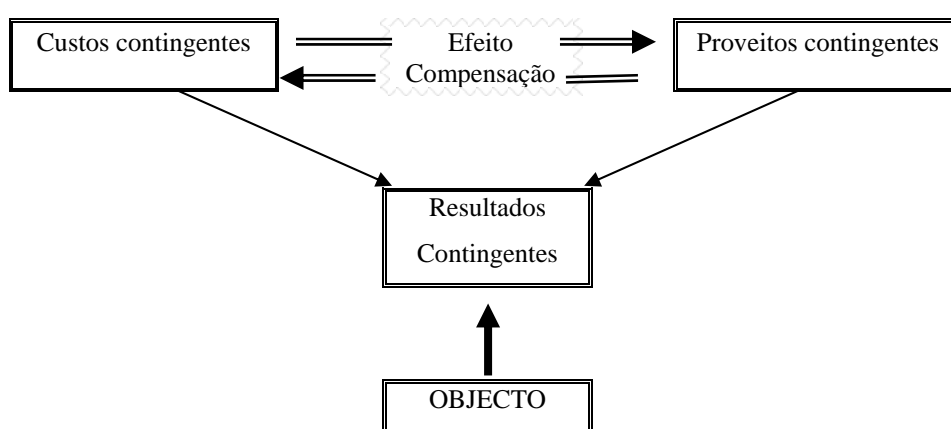 Custos contingentes
Efeito
Compensação
Proveitos contingentes
Resultados
Contingentes
OBJECTO